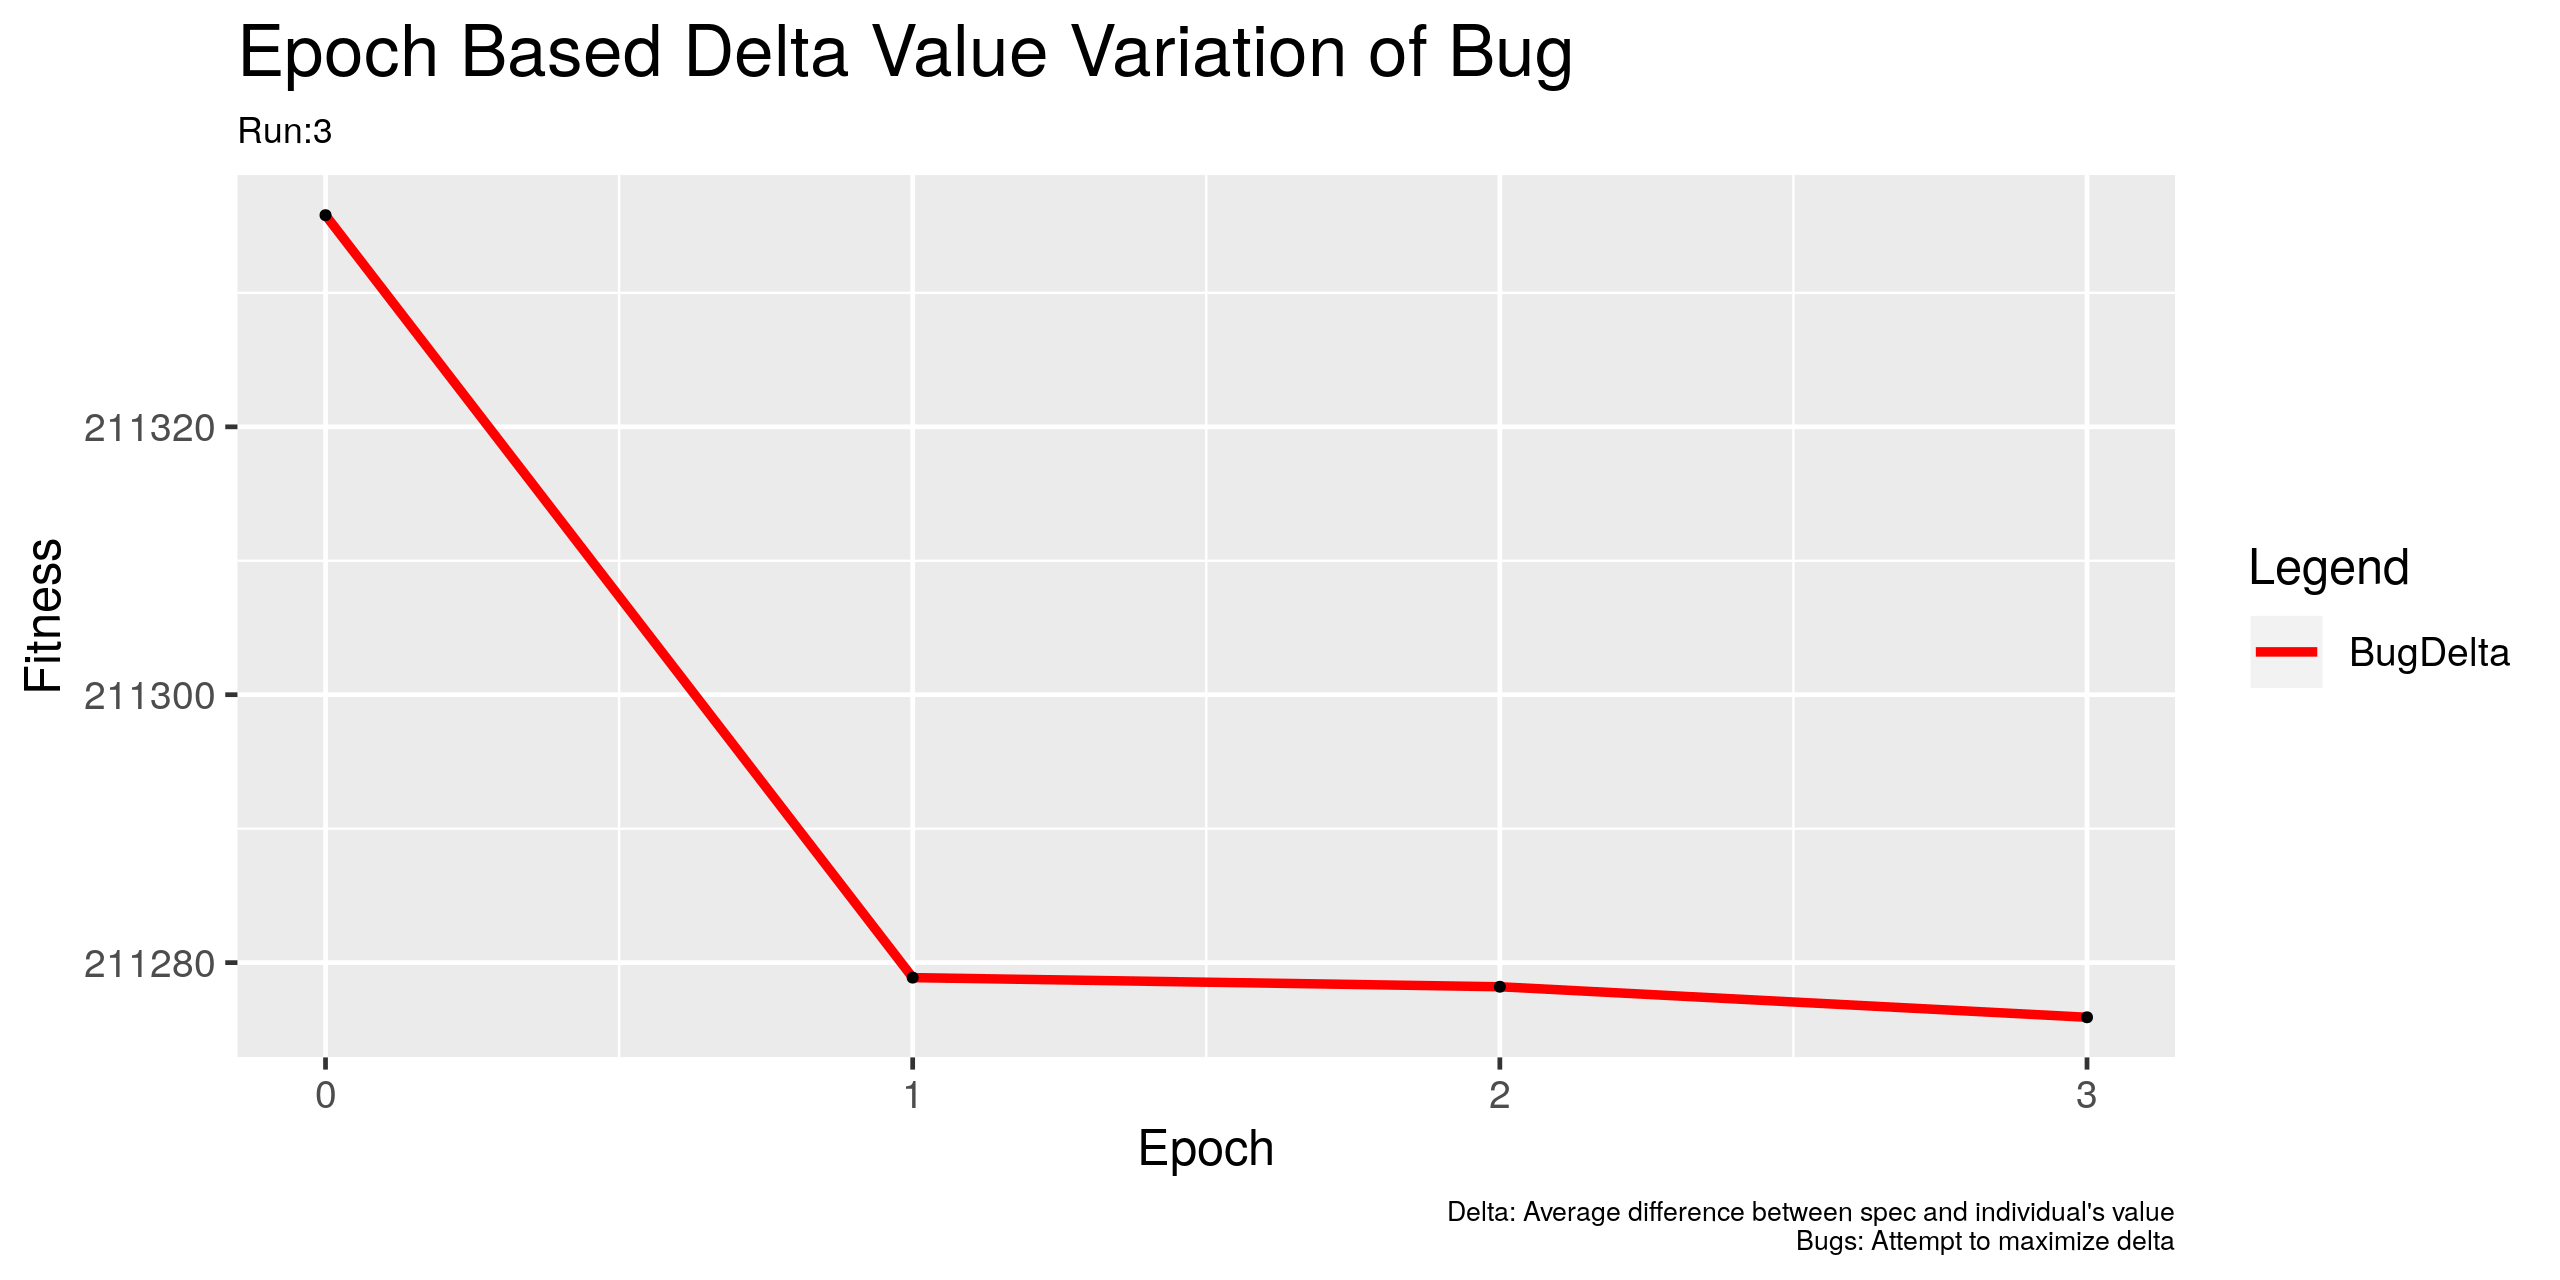 Epoch Based Delta Value Variation of Bug
Run:3
Fitness
211320
211300
211280
0 1 2 3
Epoch
Legend
BugDelta
Delta: Average difference between spec and individual's value
Bugs: Attempt to maximize delta